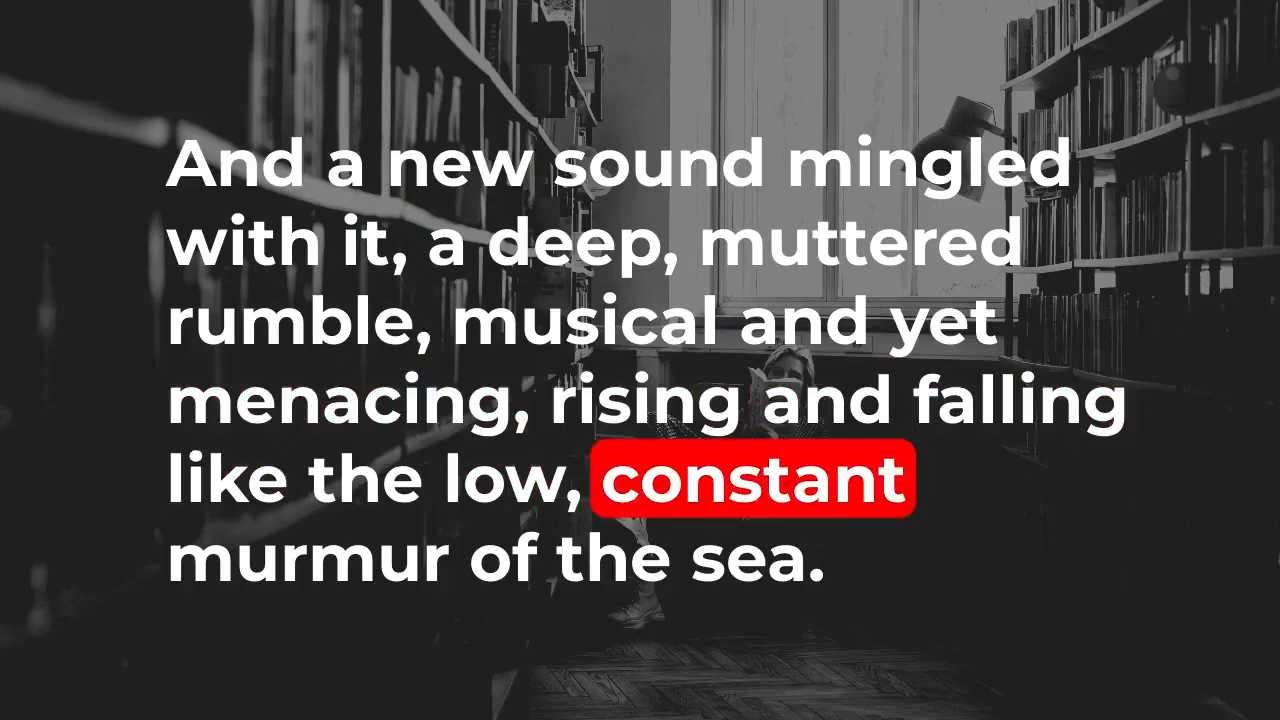 And a new sound mingled
with it, a deep, muttered
rumble, musical and yet
menacing, rising and falling
like the low, constant
murmur of the sea.